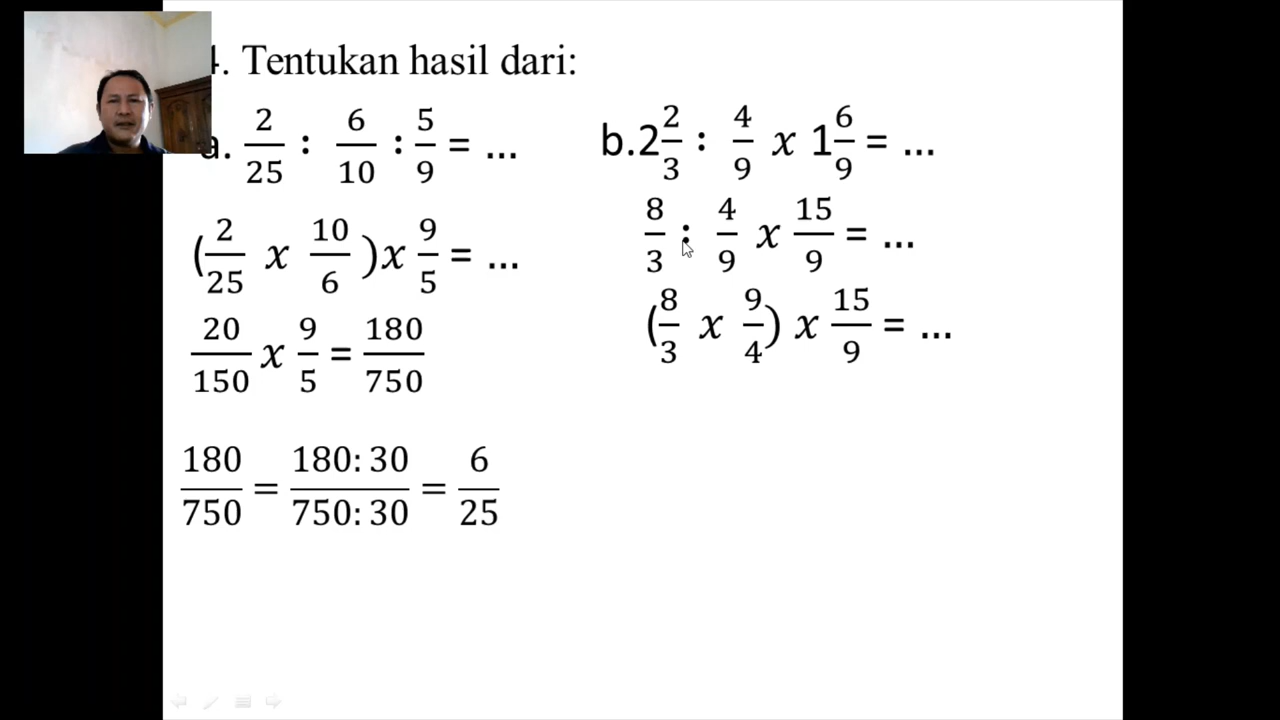 4. Tentukan hasil dari:
a. 2/25 : 6/10 : 5/9 = ...
(2/25 x 10/6) x 9/5 = ...
20/150 x 9/5 = 180/750
180/750 = 180:30/750:30 = 6/25
b. 2 2/3 : 4/9 x 1 6/9 = ...
8/3 : 4/9 x 15/9 = ...
(8/3 x 9/4) x 15/9 = ...